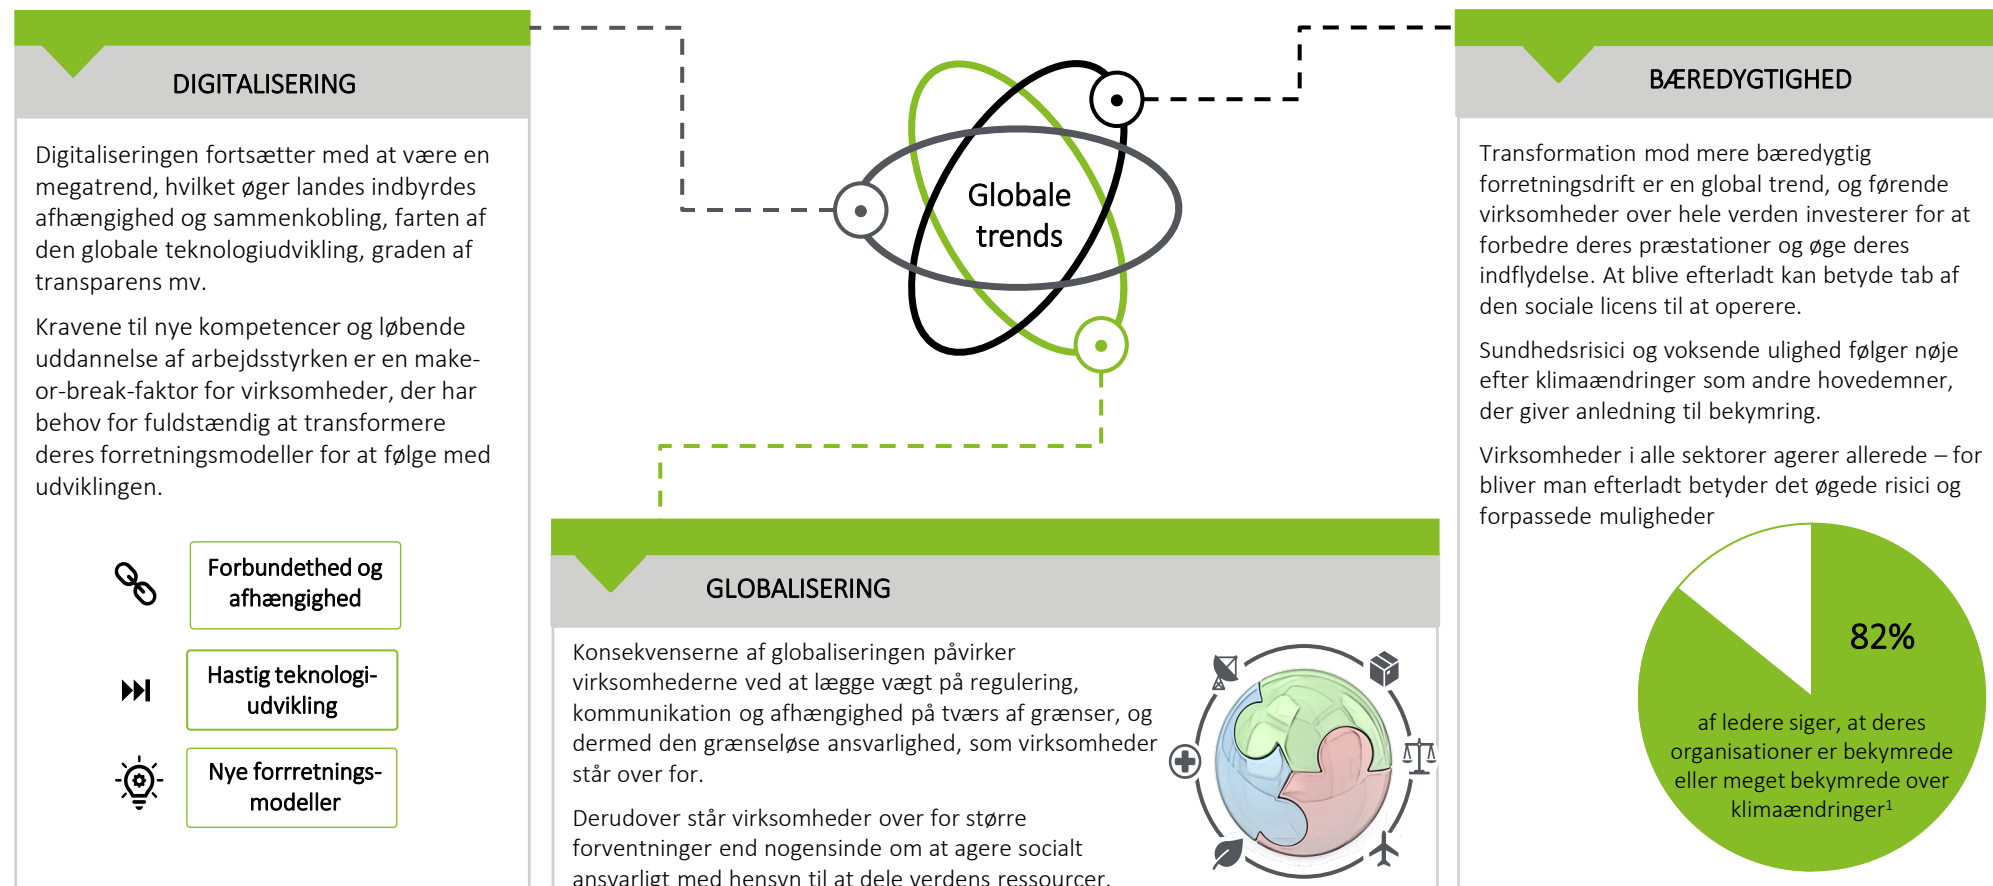 DIGITALISERING
Digitaliseringen fortsætter med at være en
megatrend, hvilket øger landes indbyrdes
afhængighed og sammenkobling, farten af
den globale teknologiudvikling, graden af
transparens mv.
Kravene til nye kompetencer og løbende
uddannelse af arbejdsstyrken er en make-
or-break-faktor for virksomheder, der har
behov for fuldstændig at transformere
deres forretningsmodeller for at følge med
udviklingen.
Forbundethed og
afhængighed
Hastig teknologi-
udvikling
Nye forrretnings-
modeller
Globale
trends
GLOBALISERING
Konsekvenserne af globaliseringen påvirker
virksomhederne ved at lægge vægt på regulering,
kommunikation og afhængighed på tværs af grænser, og
dermed den grænseløse ansvarlighed, som virksomheder
står over for.
Derudover står virksomheder over for større
forventninger end nogensinde om at agere socialt
ansvarligt med hensyn til at dele verdens ressourcer.
BÆREDYGTIGHED
Transformation mod mere bæredygtig
forretningsdrift er en global trend, og førende
virksomheder over hele verden investerer for at
forbedre deres præstationer og øge deres
indflydelse. At blive efterladt kan betyde tab af
den sociale licens til at operere.
Sundhedsrisici og voksende ulighed følger nøje
efter klimaændringer som andre hovedemner,
der giver anledning til bekymring.
Virksomheder i alle sektorer agerer allerede – for
bliver man efterladt betyder det øgede risici og
forpassede muligheder
82%
af ledere siger, at deres
organisationer er bekymrede
eller meget bekymrede over
klimaændringer¹